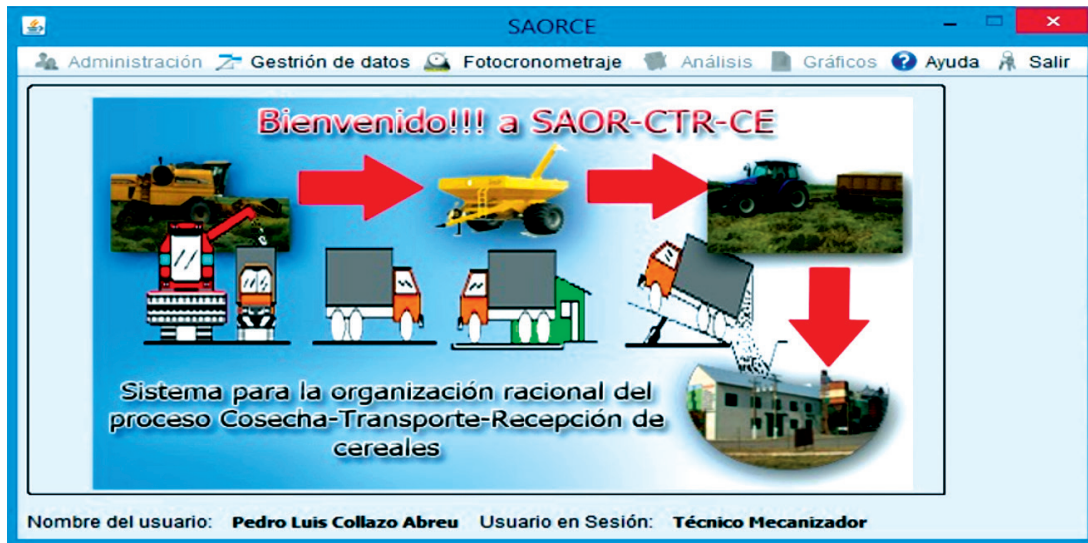 SAORCE
Administración Gestión de datos Fotocronometraje Análisis Gráficos Ayuda Salir
Bienvenido!!! a SAOR-CTR-CE
Sistema para la organización racional del
proceso Cosecha-Transporte-Recepción de
cereales
Nombre del usuario: Pedro Luis Collazo Abreu Usuario en Sesión: Técnico Mecanizador